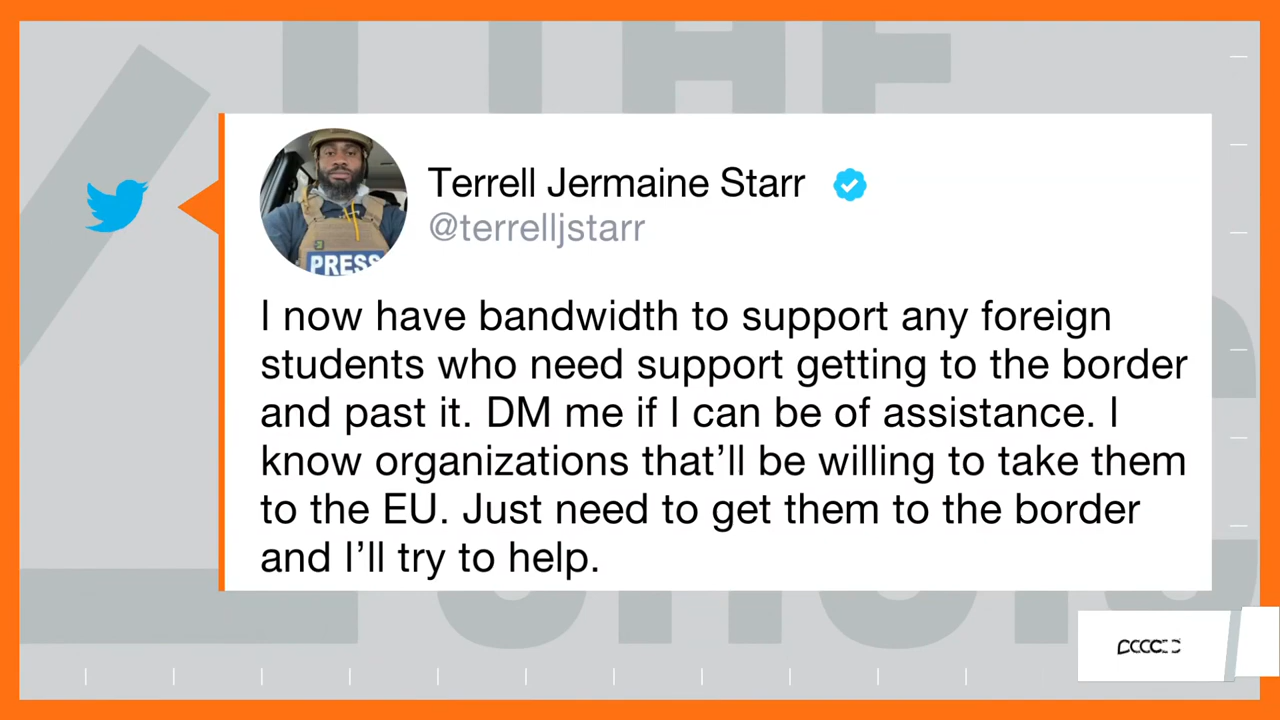 Terrell Jermaine Starr
@terrelljstarr
PRESS
I now have bandwidth to support any foreign
students who need support getting to the border
and past it. DM me if I can be of assistance. I
know organizations that’ll be willing to take them
to the EU. Just need to get them to the border
and I’ll try to help.